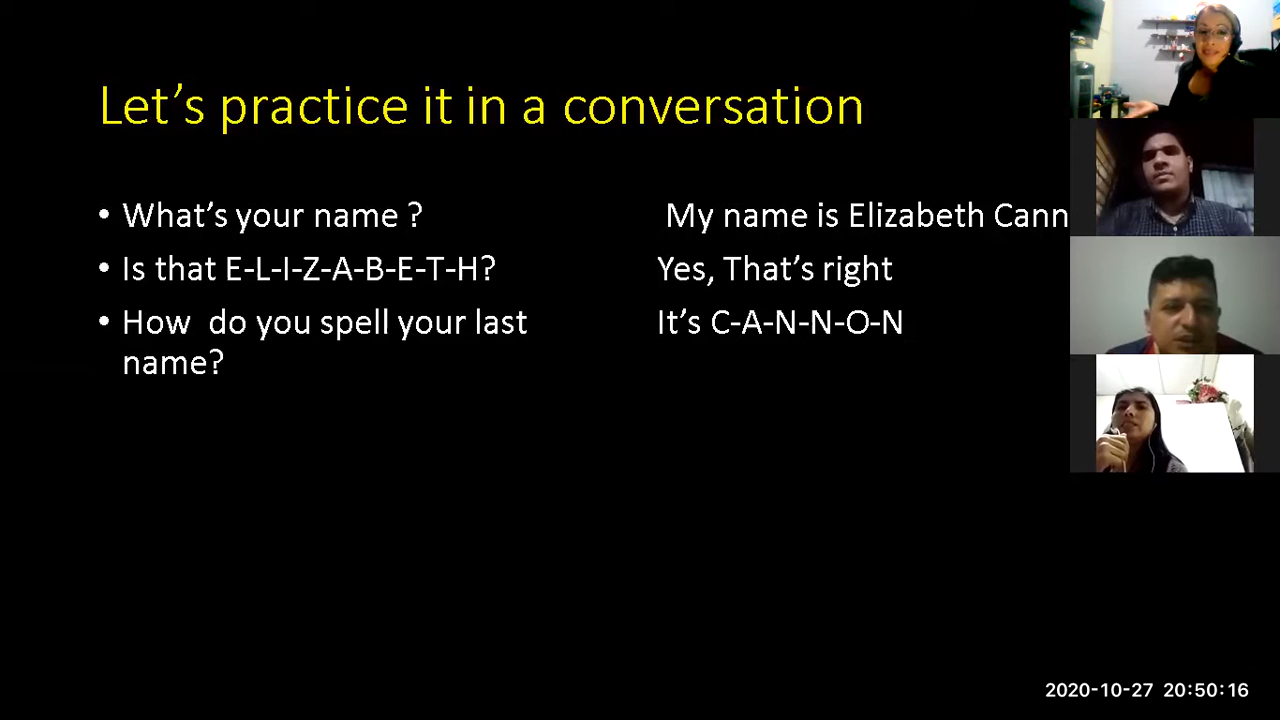 Let's practice it in a conversation
• What's your name ? My name is Elizabeth Cann
• Is that E-L-I-Z-A-B-E-T-H? Yes, That's right
• How do you spell your last It's C-A-N-N-O-N
name?
2020-10-27 20:50:16